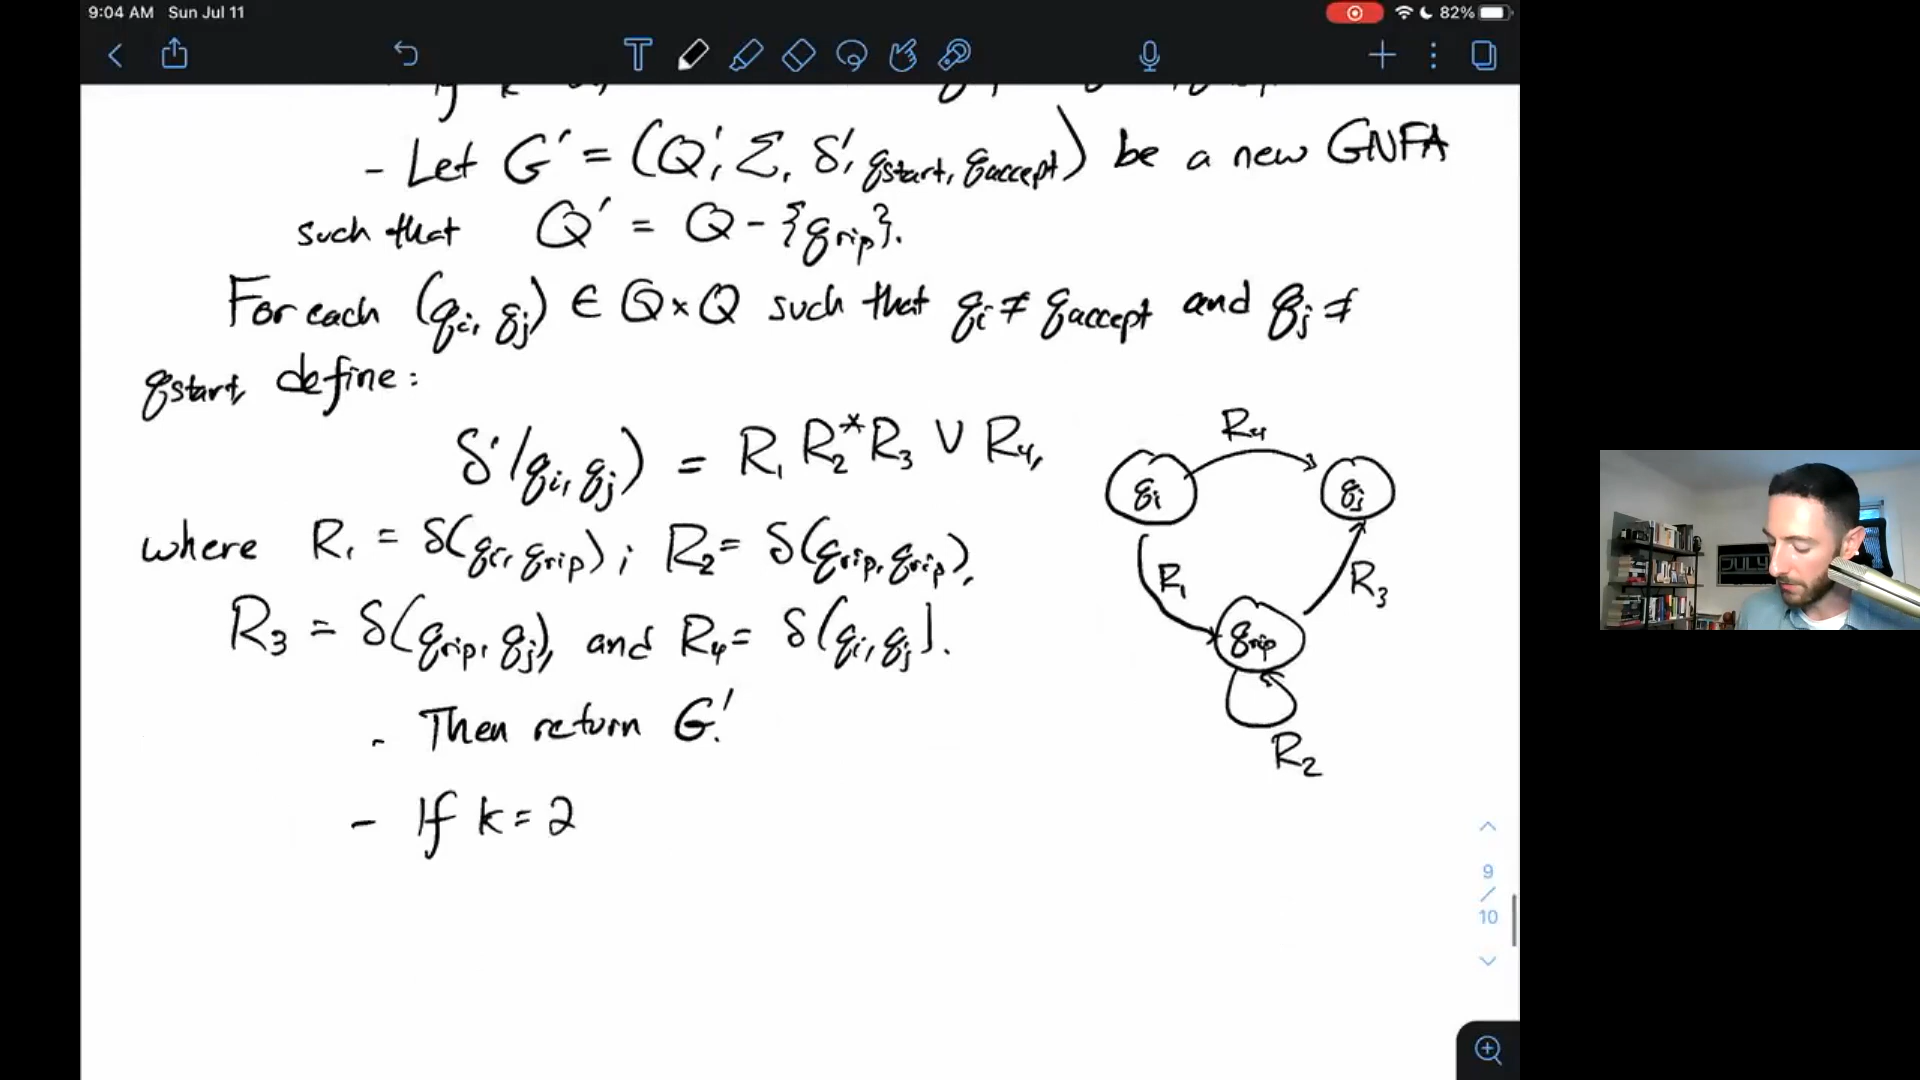 9:04 AM Sun Jul 11
82%
- Let G' = (Q', Σ, δ', qstart, qaccept) be a new GNFA
such that Q' = Q - {qrip}.
For each (qi, qj) ∈ Q×Q such that qi ≠ qaccept and qj ≠
qstart, define:
δ'(qi, qj) = R1 R2* R3 ∪ R4,
where R1 = δ(qi, qrip); R2 = δ(qrip, qrip),
R3 = δ(qrip, qj), and R4 = δ(qi, qj).
- Then return G'.
- If k = 2
R4
qi
qj
R1
R3
qrip
R2
9
/
10
JULY